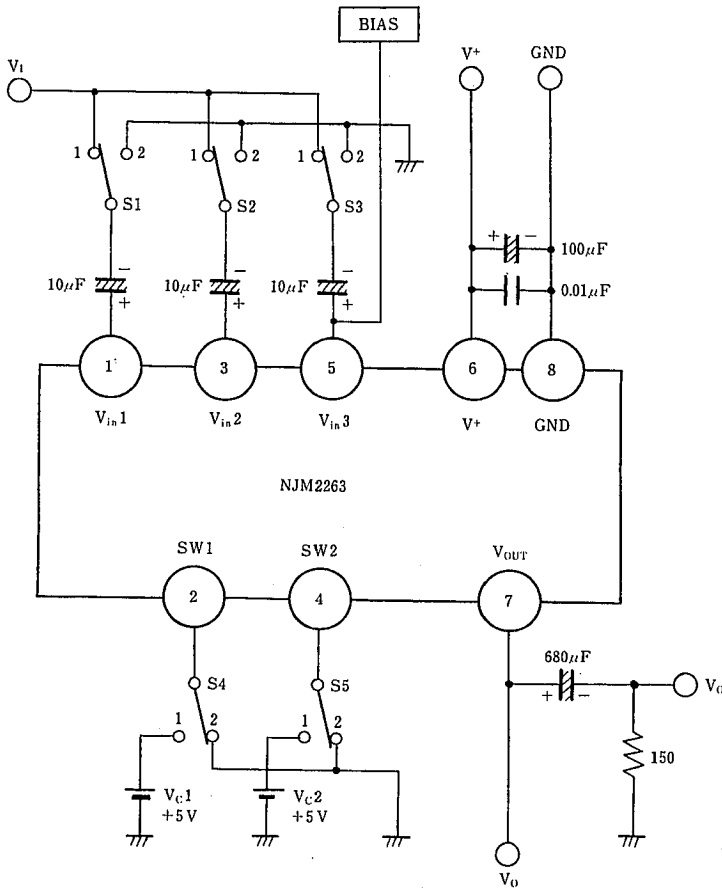 BIAS
V+ GND
V1
1 2 1 2 1 2
S1 S2 S3
+ − 100μF
0.01μF
− − −
10μF 10μF 10μF
+ + +
1 3 5 6 8
Vin1 Vin2 Vin3 V+ GND
NJM2263
SW1 SW2 VOUT
2 4 7
680μF
S4 S5
+ −
1 2 1 2
150
VC1 VC2
+5V +5V
VO